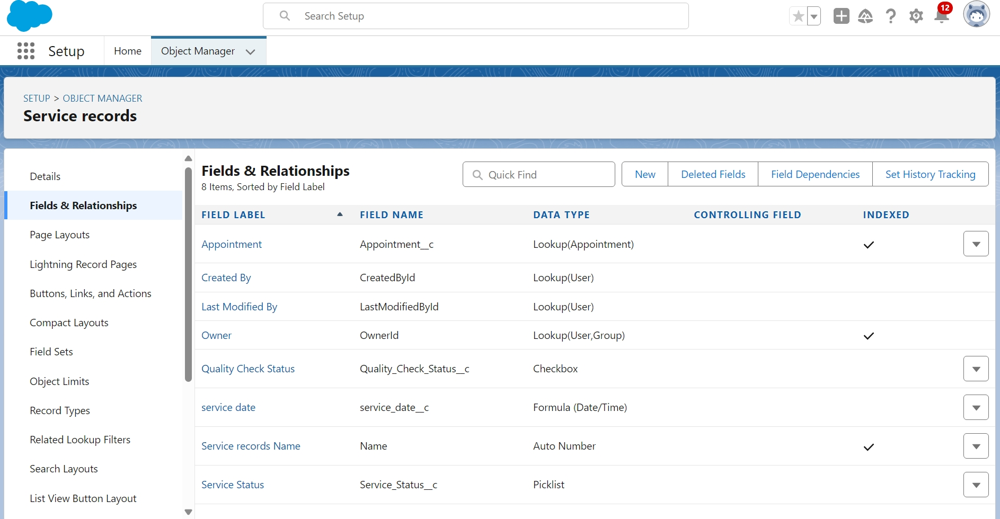 Search Setup
12
Setup
Home
Object Manager
SETUP > OBJECT MANAGER
Service records
Details
Fields & Relationships
Page Layouts
Lightning Record Pages
Buttons, Links, and Actions
Compact Layouts
Field Sets
Object Limits
Record Types
Related Lookup Filters
Search Layouts
List View Button Layout
Fields & Relationships
8 Items, Sorted by Field Label
Quick Find
New
Deleted Fields
Field Dependencies
Set History Tracking
FIELD LABEL FIELD NAME DATA TYPE CONTROLLING FIELD INDEXED
Appointment Appointment__c Lookup(Appointment)
Created By CreatedById Lookup(User)
Last Modified By LastModifiedById Lookup(User)
Owner OwnerId Lookup(User,Group)
Quality Check Status Quality_Check_Status__c Checkbox
service date service_date__c Formula (Date/Time)
Service records Name Name Auto Number
Service Status Service_Status__c Picklist